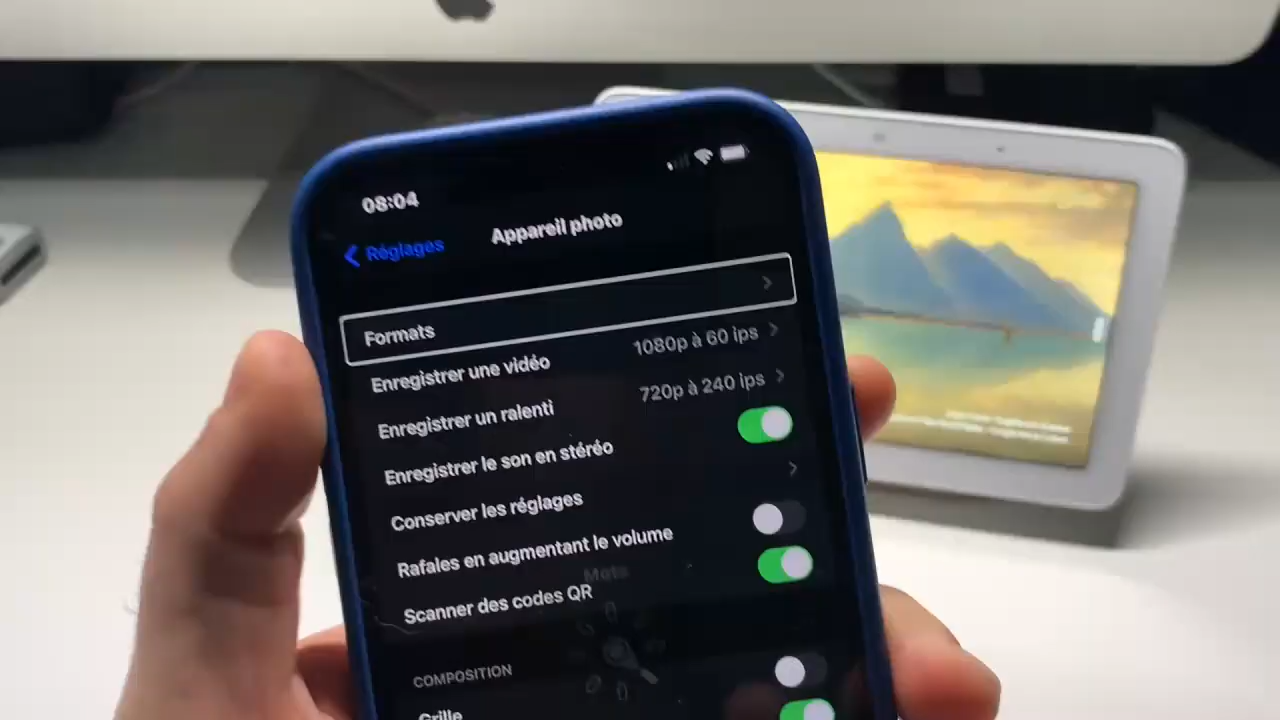 08:04
Réglages
Appareil photo
Formats
Enregistrer une vidéo 1080p à 60 ips
Enregistrer un ralenti 720p à 240 ips
Enregistrer le son en stéréo
Conserver les réglages
Rafales en augmentant le volume
Mots
Scanner des codes QR
COMPOSITION
Grille